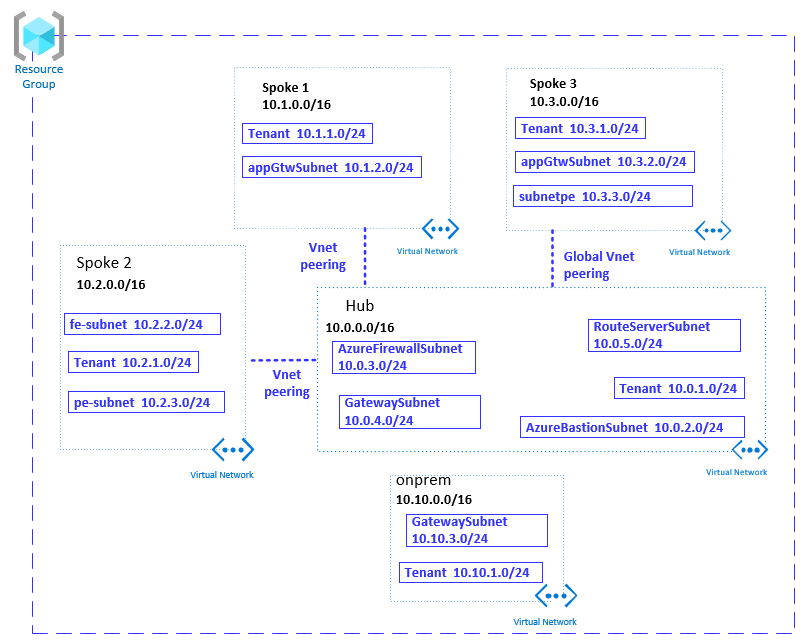 Resource
Group
Spoke 1
10.1.0.0/16
Tenant 10.1.1.0/24
appGtwSubnet 10.1.2.0/24
Virtual Network
Spoke 3
10.3.0.0/16
Tenant 10.3.1.0/24
appGtwSubnet 10.3.2.0/24
subnetpe 10.3.3.0/24
Virtual Network
Vnet
peering
Global Vnet
peering
Spoke 2
10.2.0.0/16
fe-subnet 10.2.2.0/24
Tenant 10.2.1.0/24
pe-subnet 10.2.3.0/24
Virtual Network
Vnet
peering
Hub
10.0.0.0/16
AzureFirewallSubnet
10.0.3.0/24
GatewaySubnet
10.0.4.0/24
RouteServerSubnet
10.0.5.0/24
Tenant 10.0.1.0/24
AzureBastionSubnet 10.0.2.0/24
Virtual Network
onprem
10.10.0.0/16
GatewaySubnet
10.10.3.0/24
Tenant 10.10.1.0/24
Virtual Network